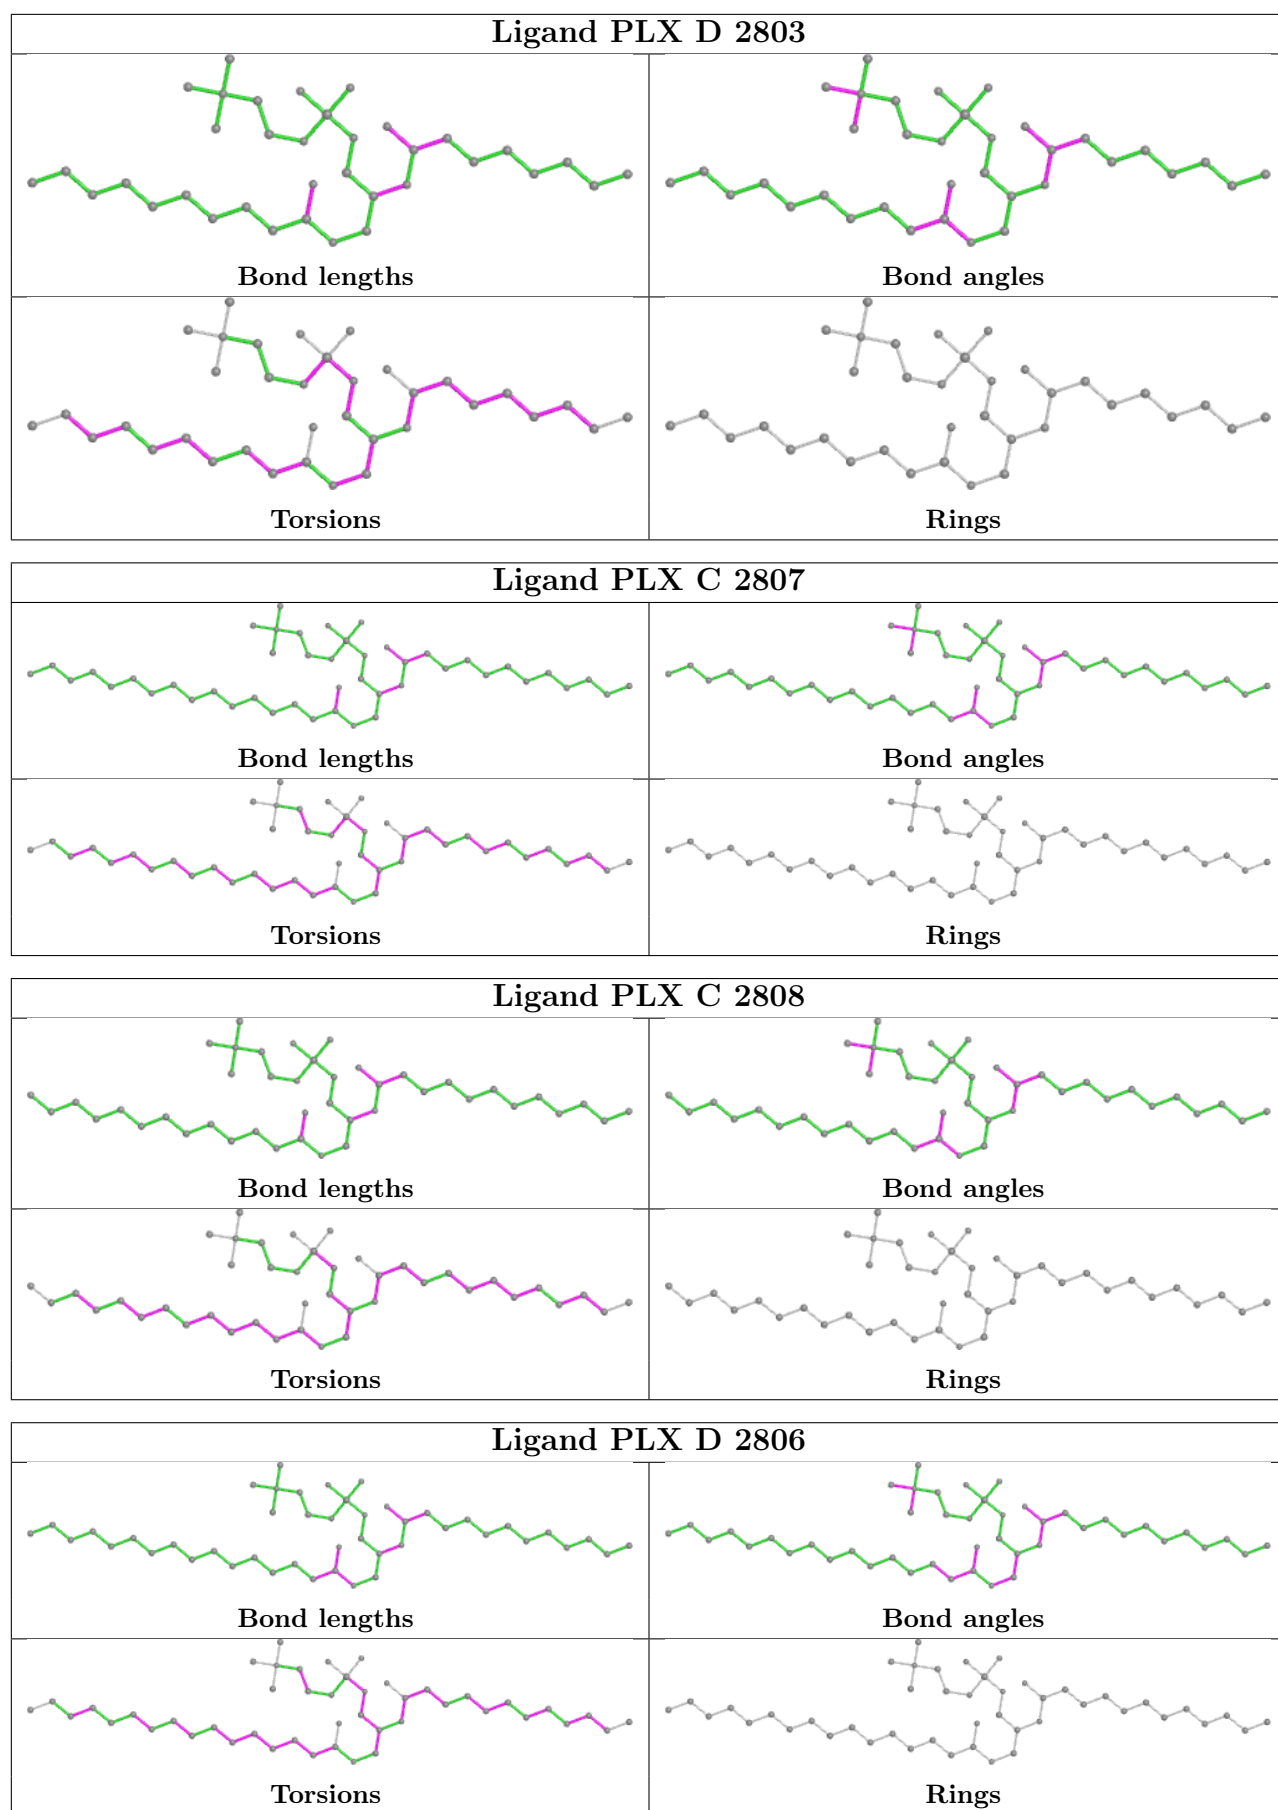 Ligand PLX D 2803
Bond lengths
Bond angles
Torsions
Rings
Ligand PLX C 2807
Bond lengths
Bond angles
Torsions
Rings
Ligand PLX C 2808
Bond lengths
Bond angles
Torsions
Rings
Ligand PLX D 2806
Bond lengths
Bond angles
Torsions
Rings